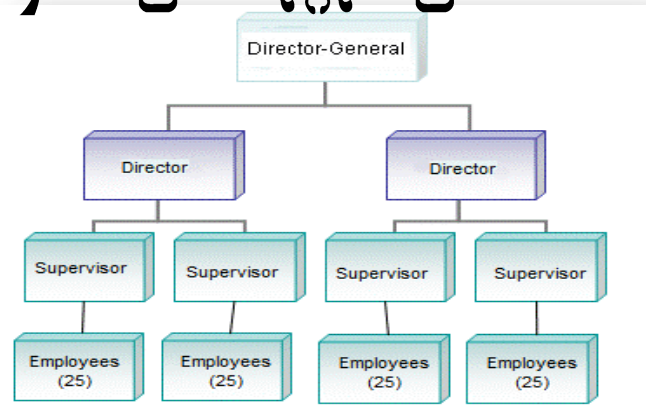 Director-General
Director
Director
Supervisor
Supervisor
Supervisor
Supervisor
Employees
(25)
Employees
(25)
Employees
(25)
Employees
(25)